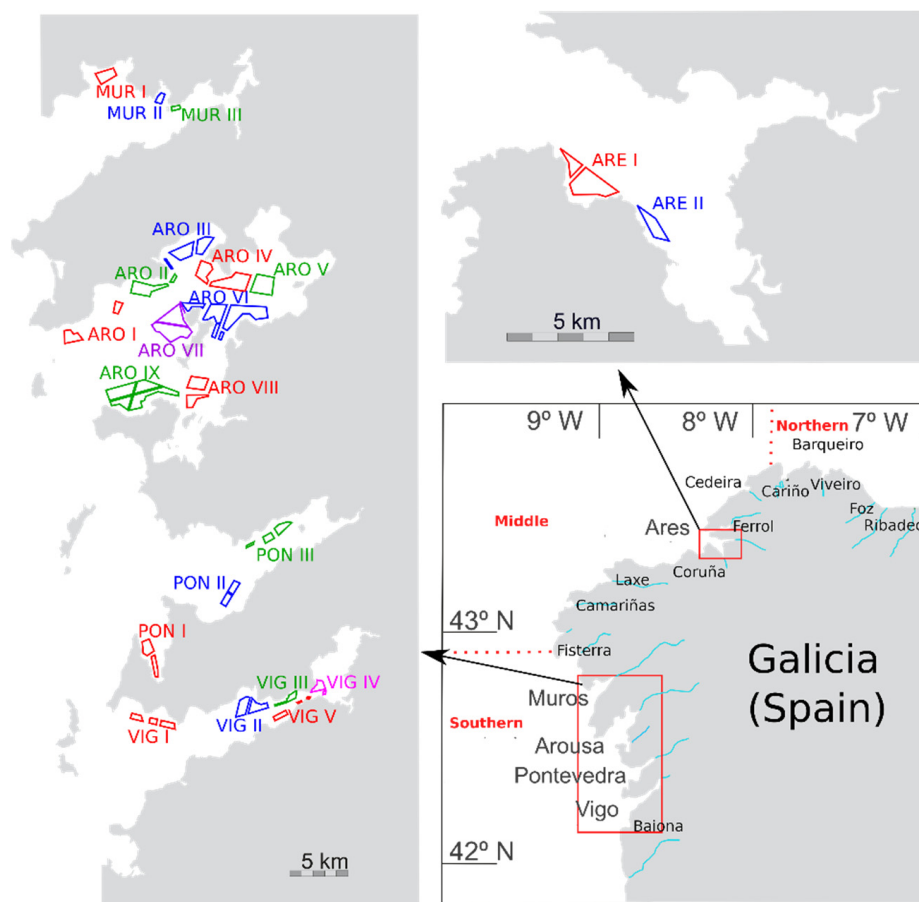 MUR I
MUR II
MUR III
ARO III
ARO IV
ARO II
ARO V
ARO VI
ARO I
ARO VII
ARO IX
ARO VIII
PON III
PON II
PON I
VIG III
VIG IV
VIG II
VIG V
VIG I
5 km
ARE I
ARE II
5 km
9º W
8º W
7º W
Northern
Barqueiro
Cedeira
Cariño
Viveiro
Middle
Foz
Ares
Ferrol
Ribadeo
Coruña
Laxe
Camariñas
43º N
Fisterra
Galicia
(Spain)
Muros
Southern
Arousa
Pontevedra
Vigo
Baiona
42º N